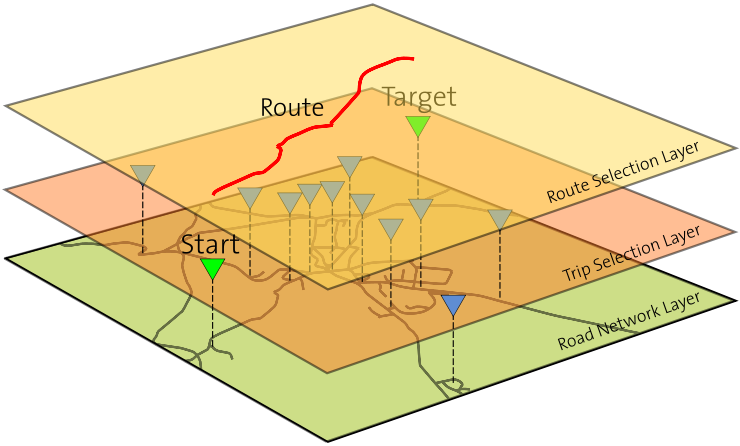 Target
Route
Route Selection Layer
Start
Trip Selection Layer
Road Network Layer